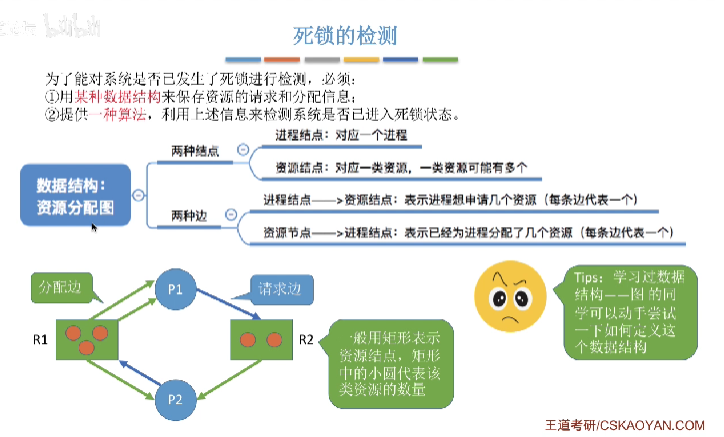 死锁的检测
为了能对系统是否已发生了死锁进行检测，必须：
①用某种数据结构来保存资源的请求和分配信息；
②提供一种算法，利用上述信息来检测系统是否已进入死锁状态。
数据结构：
资源分配图
两种结点
进程结点：对应一个进程
资源结点：对应一类资源，一类资源可能有多个
两种边
进程结点——>资源结点：表示进程想申请几个资源（每条边代表一个）
资源节点——>进程结点：表示已经为进程分配了几个资源（每条边代表一个）
分配边
P1
请求边
R1
R2
P2
一般用矩形表示
资源结点，矩形
中的小圆代表该
类资源的数量
Tips：学习过数据
结构——图的同
学可以动手尝试
一下如何定义这
个数据结构
王道考研/CSKAOYAN.COM